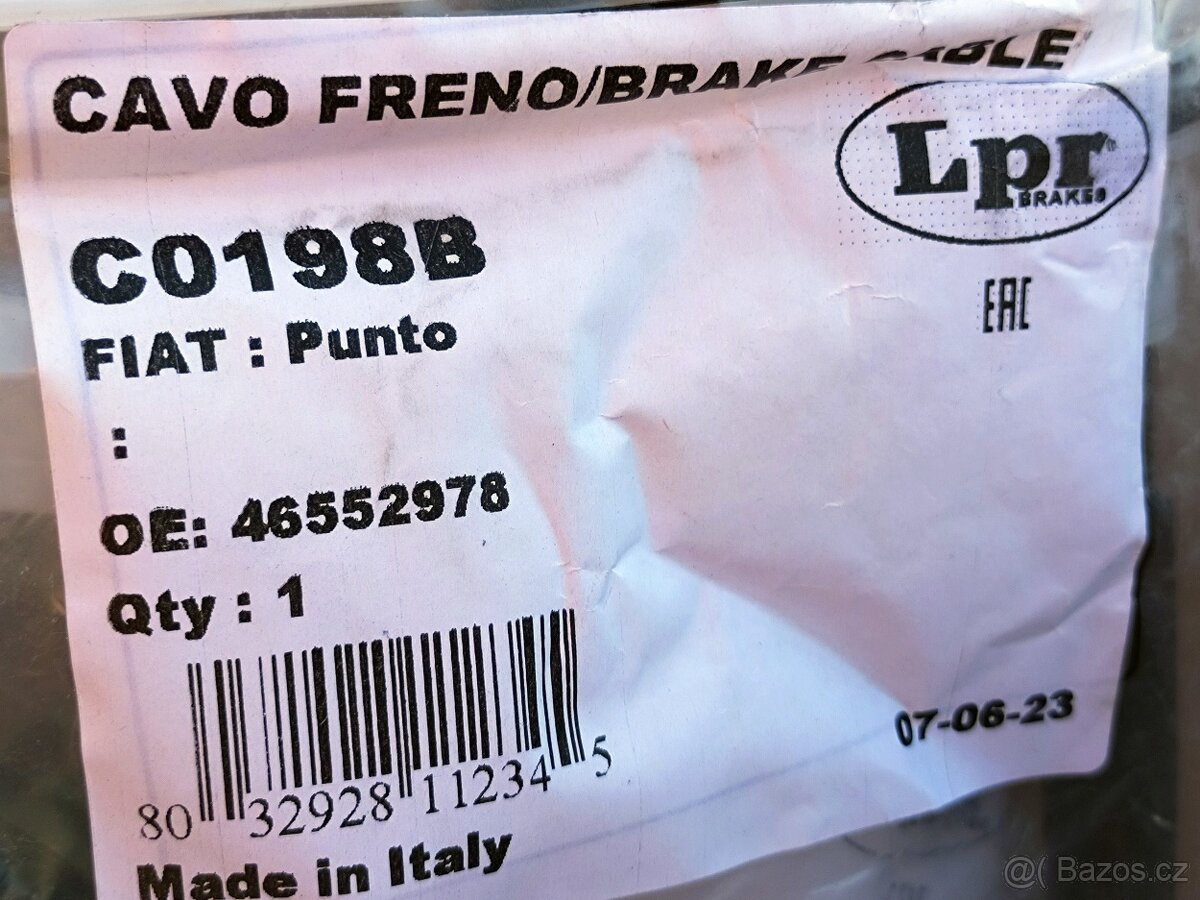 CAVO FRENO/BRAKE CABLE
Lpr
BRAKES
C0198B
EAC
FIAT : Punto
:
OE: 46552978
Qty : 1
07-06-23
80 32928 11234 5
Made in Italy
@( Bazos.cz